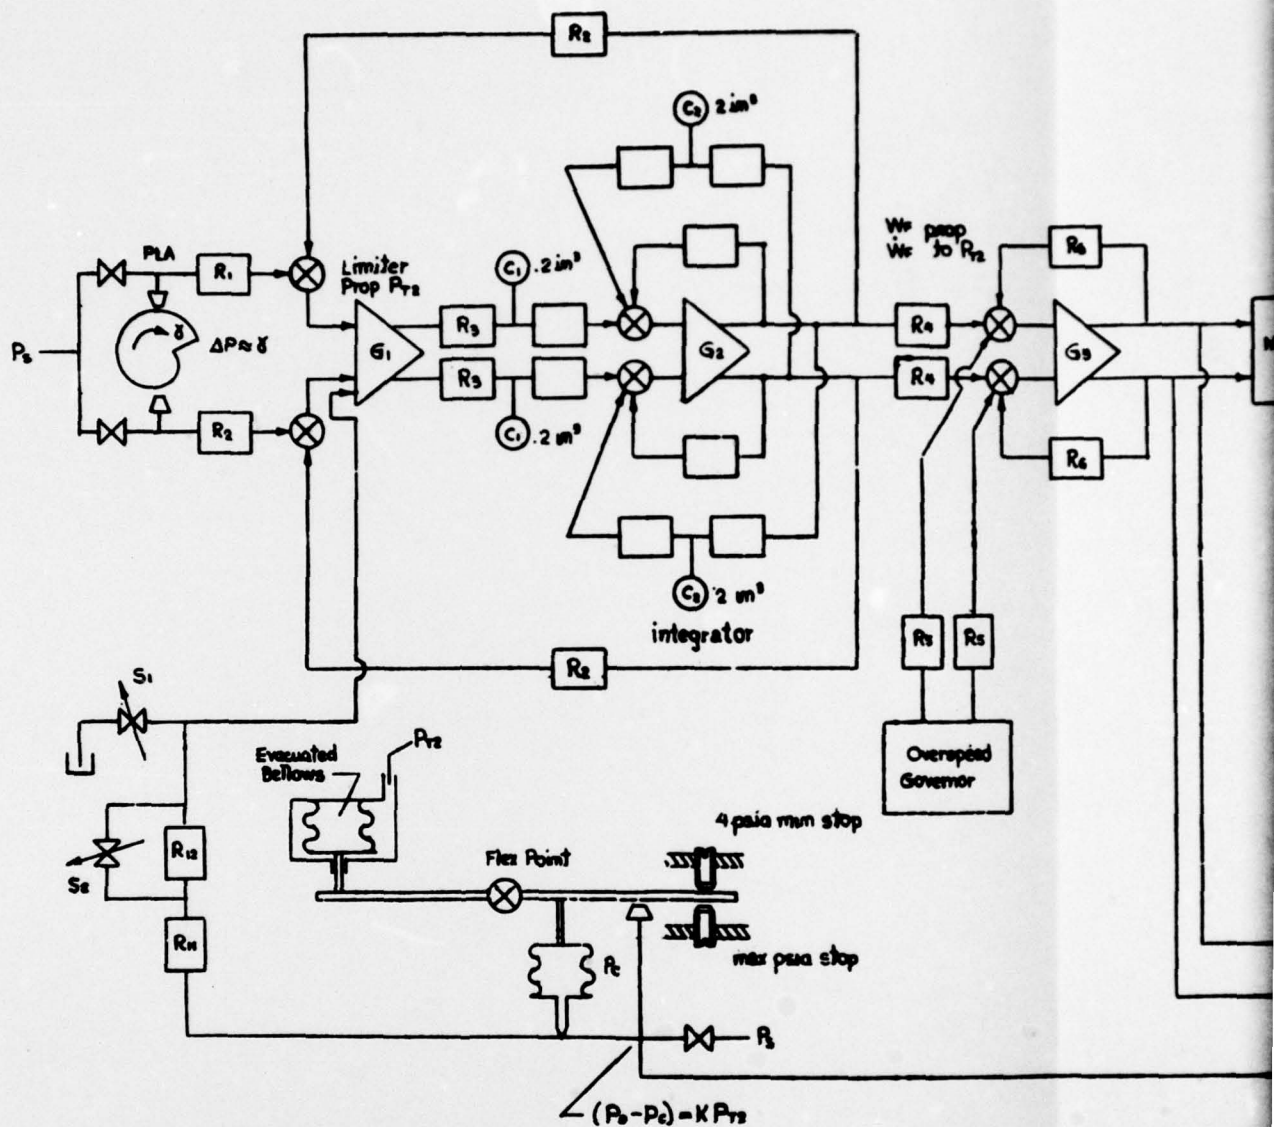 R2
C2 .2 in³
PLA
R1
Limiter
Prop PT2
C1 .2 in³
WF prop
ẆF to PT2
R6
R3
R4
Ps
γ
ΔP≈γ
G1
G2
G3
R3
R4
R2
C1 .2 in³
R6
C2 .2 in³
integrator
R5
R5
R2
S1
PT2
Evacuated
Bellows
Overspeed
Governor
4 psia mim stop
R12
S2
Flex Point
R11
Pc
max psia stop
Ps
(Ps-Pc)=K PT2